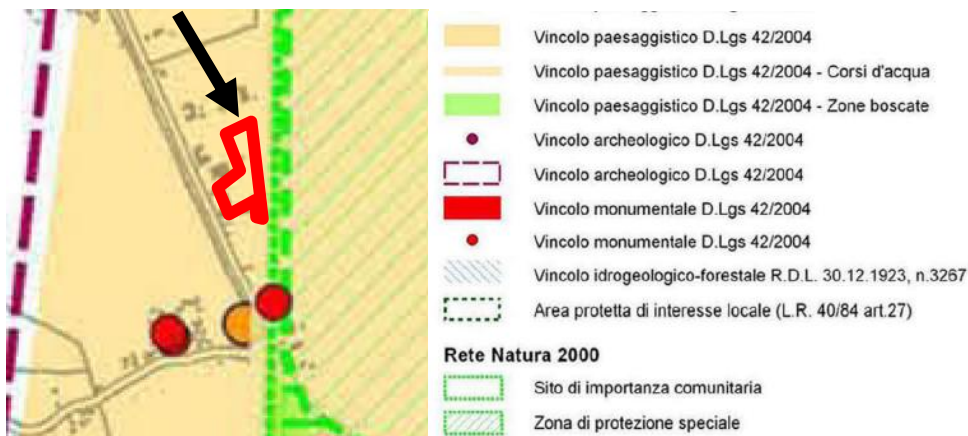 Vincolo paesaggistico D.Lgs 42/2004
Vincolo paesaggistico D.Lgs 42/2004 - Corsi d'acqua
Vincolo paesaggistico D.Lgs 42/2004 - Zone boscate
Vincolo archeologico D.Lgs 42/2004
Vincolo archeologico D.Lgs 42/2004
Vincolo monumentale D.Lgs 42/2004
Vincolo monumentale D.Lgs 42/2004
Vincolo idrogeologico-forestale R.D.L. 30.12.1923, n.3267
Area protetta di interesse locale (L.R. 40/84 art.27)
Rete Natura 2000
Sito di importanza comunitaria
Zona di protezione speciale